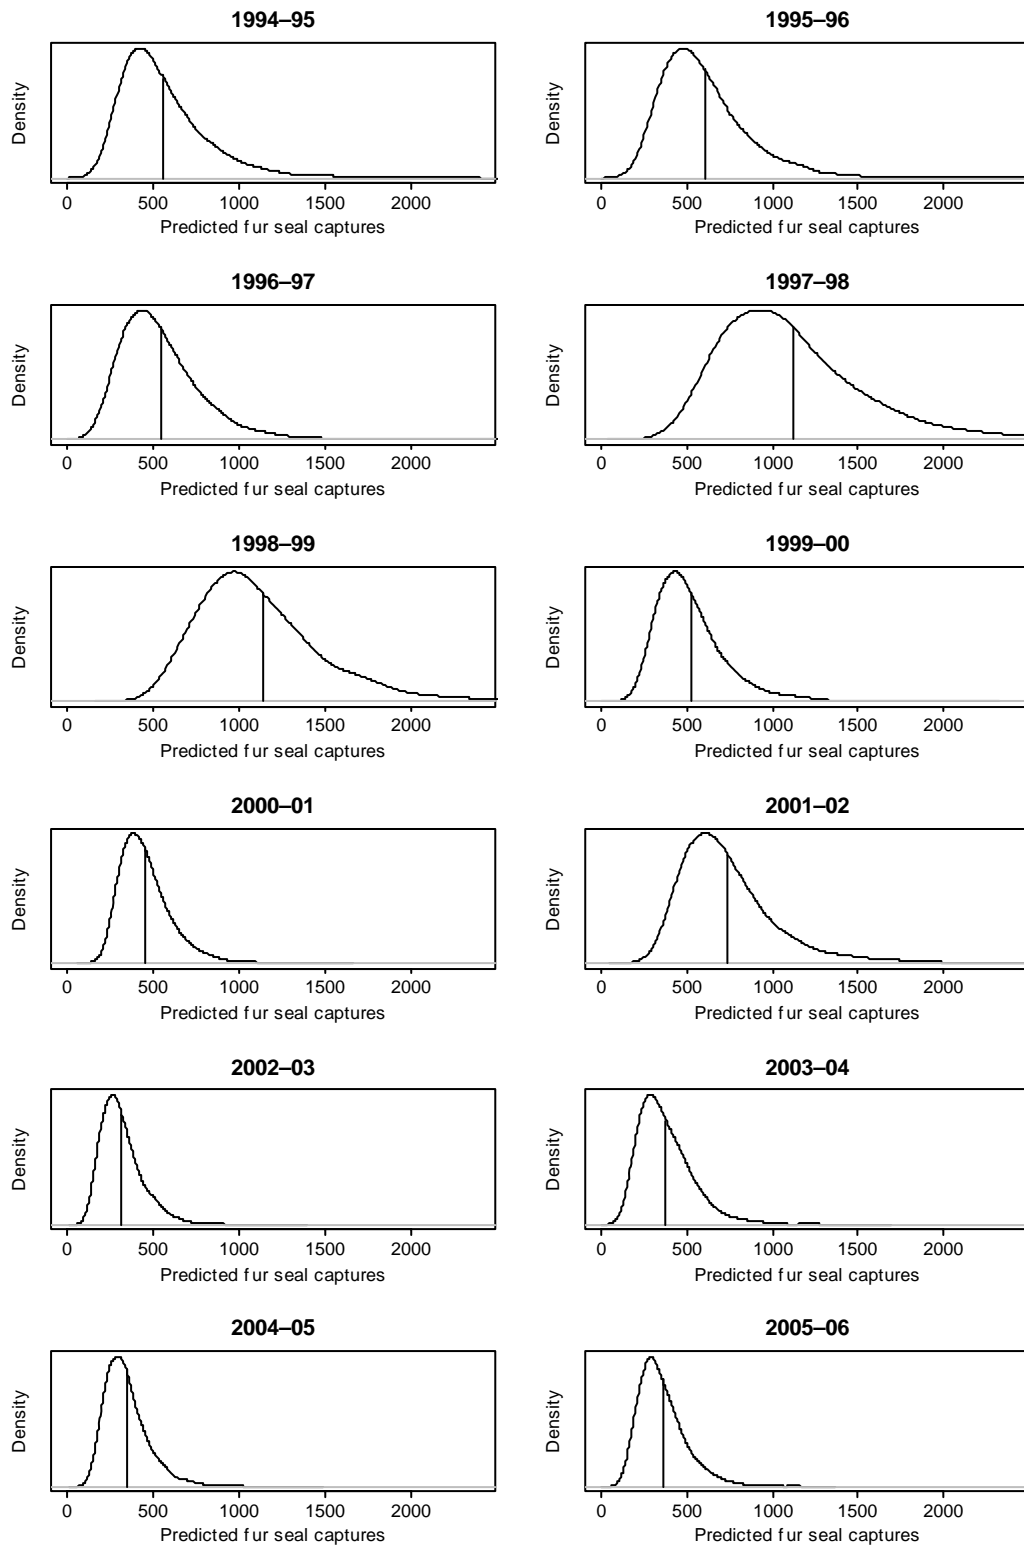 1994–95
1995–96
Density
0 500 1000 1500 2000
Predicted fur seal captures
Density
0 500 1000 1500 2000
Predicted fur seal captures
1996–97
1997–98
Density
0 500 1000 1500 2000
Predicted fur seal captures
Density
0 500 1000 1500 2000
Predicted fur seal captures
1998–99
1999–00
Density
0 500 1000 1500 2000
Predicted fur seal captures
Density
0 500 1000 1500 2000
Predicted fur seal captures
2000–01
2001–02
Density
0 500 1000 1500 2000
Predicted fur seal captures
Density
0 500 1000 1500 2000
Predicted fur seal captures
2002–03
2003–04
Density
0 500 1000 1500 2000
Predicted fur seal captures
Density
0 500 1000 1500 2000
Predicted fur seal captures
2004–05
2005–06
Density
0 500 1000 1500 2000
Predicted fur seal captures
Density
0 500 1000 1500 2000
Predicted fur seal captures